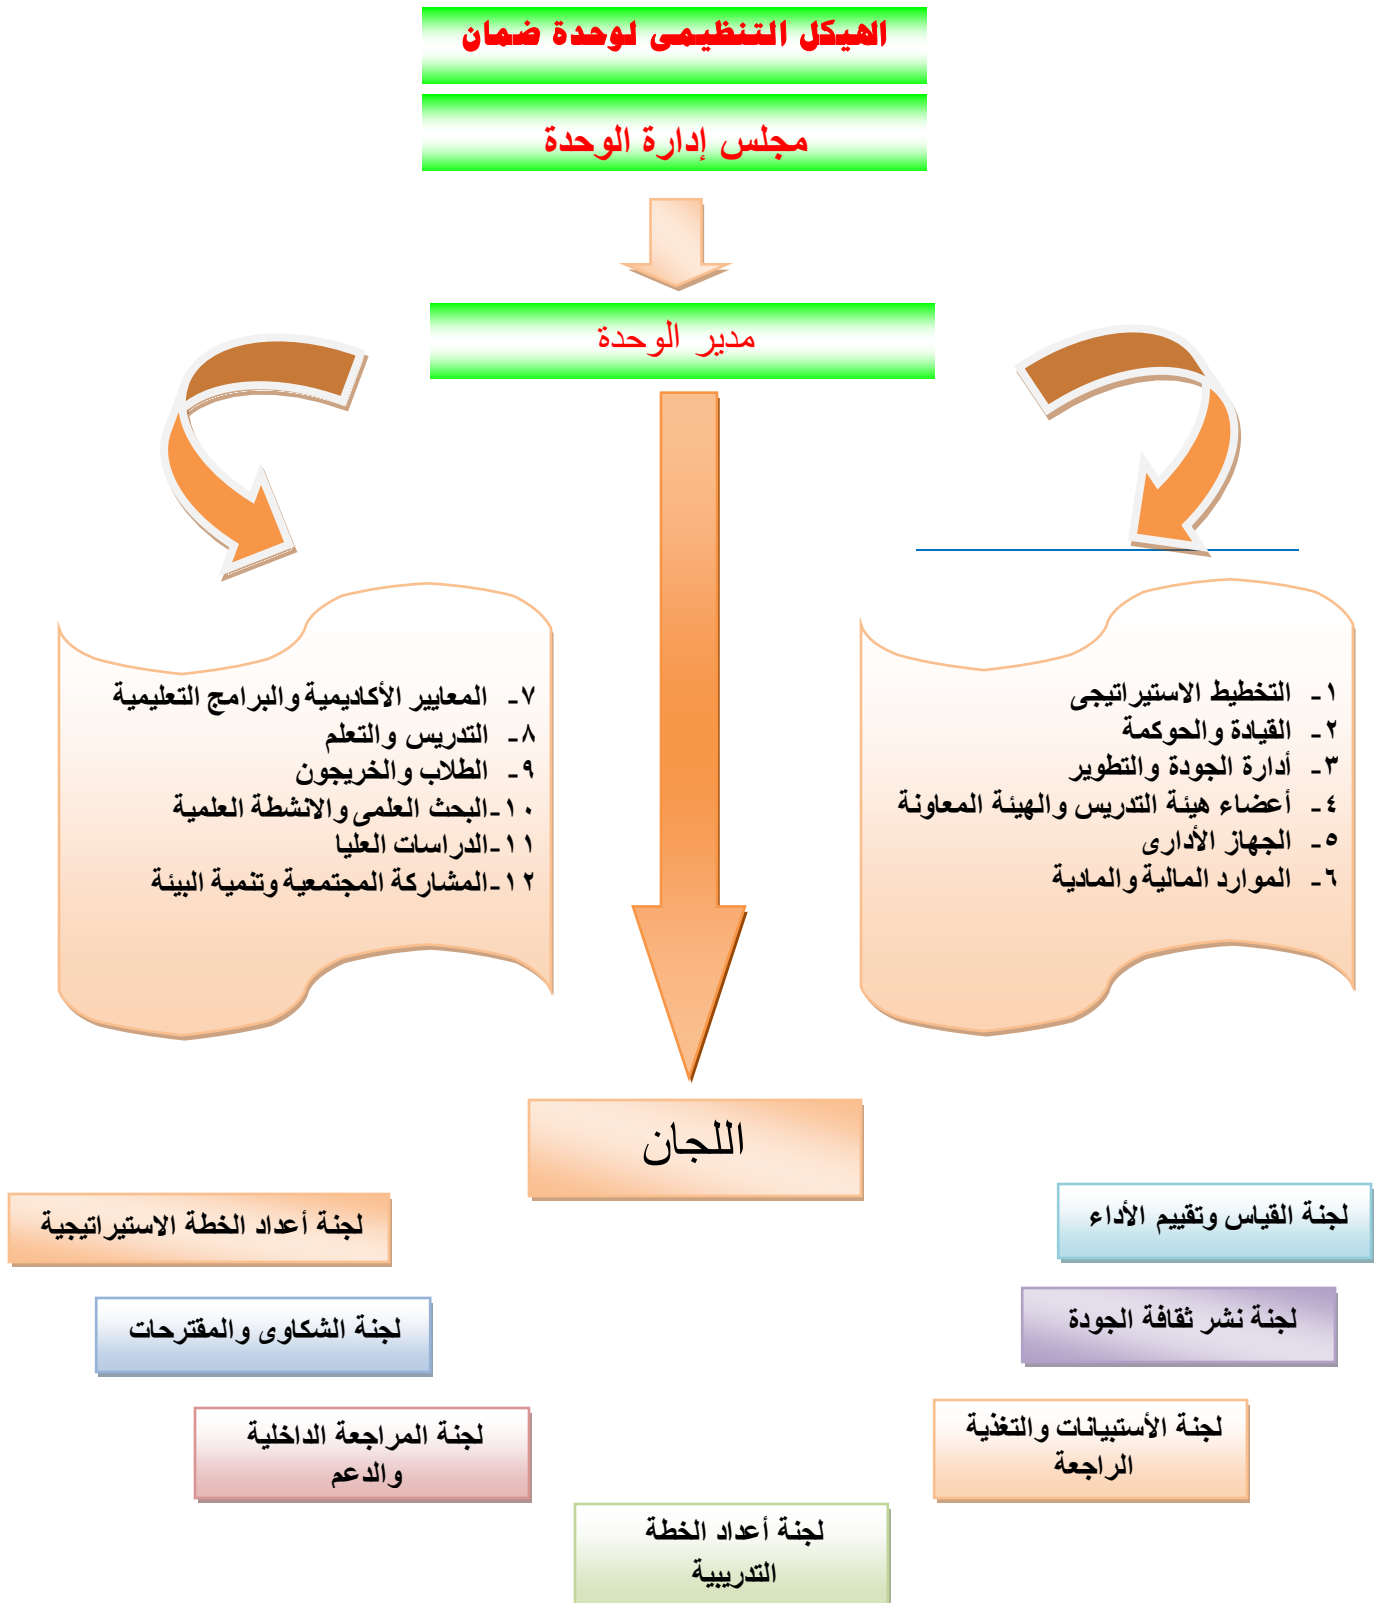 الهيكل التنظيمى لوحدة ضمان
مجلس إدارة الوحدة
مدير الوحدة
١- التخطيط الاستيراتيجى
٢- القيادة والحوكمة
٣- أدارة الجودة والتطوير
٤- أعضاء هيئة التدريس والهيئة المعاونة
٥- الجهاز الأدارى
٦- الموارد المالية والمادية
٧- المعايير الأكاديمية والبرامج التعليمية
٨- التدريس والتعلم
٩- الطلاب والخريجون
١٠-البحث العلمى والانشطة العلمية
١١-الدراسات العليا
١٢-المشاركة المجتمعية وتنمية البيئة
اللجان
لجنة القياس وتقييم الأداء
لجنة أعداد الخطة الاستيراتيجية
لجنة نشر ثقافة الجودة
لجنة الشكاوى والمقترحات
لجنة الأستبيانات والتغذية
الراجعة
لجنة المراجعة الداخلية
والدعم
لجنة أعداد الخطة
التدريبية